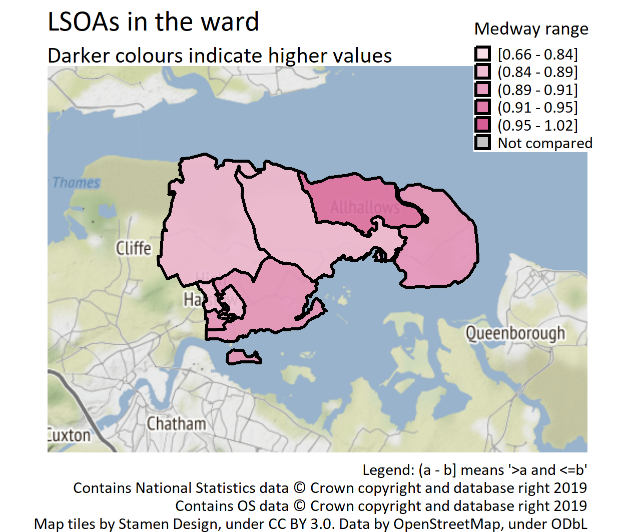 LSOAs in the ward
Darker colours indicate higher values
Medway range
[0.66 - 0.84]
(0.84 - 0.89]
(0.89 - 0.91]
(0.91 - 0.95]
(0.95 - 1.02]
Not compared
Thames
Allhallows
Cliffe
Queenborough
Chatham
Legend: (a - b] means '>a and <=b'
Contains National Statistics data © Crown copyright and database right 2019
Contains OS data © Crown copyright and database right 2019
Map tiles by Stamen Design, under CC BY 3.0. Data by OpenStreetMap, under ODbL